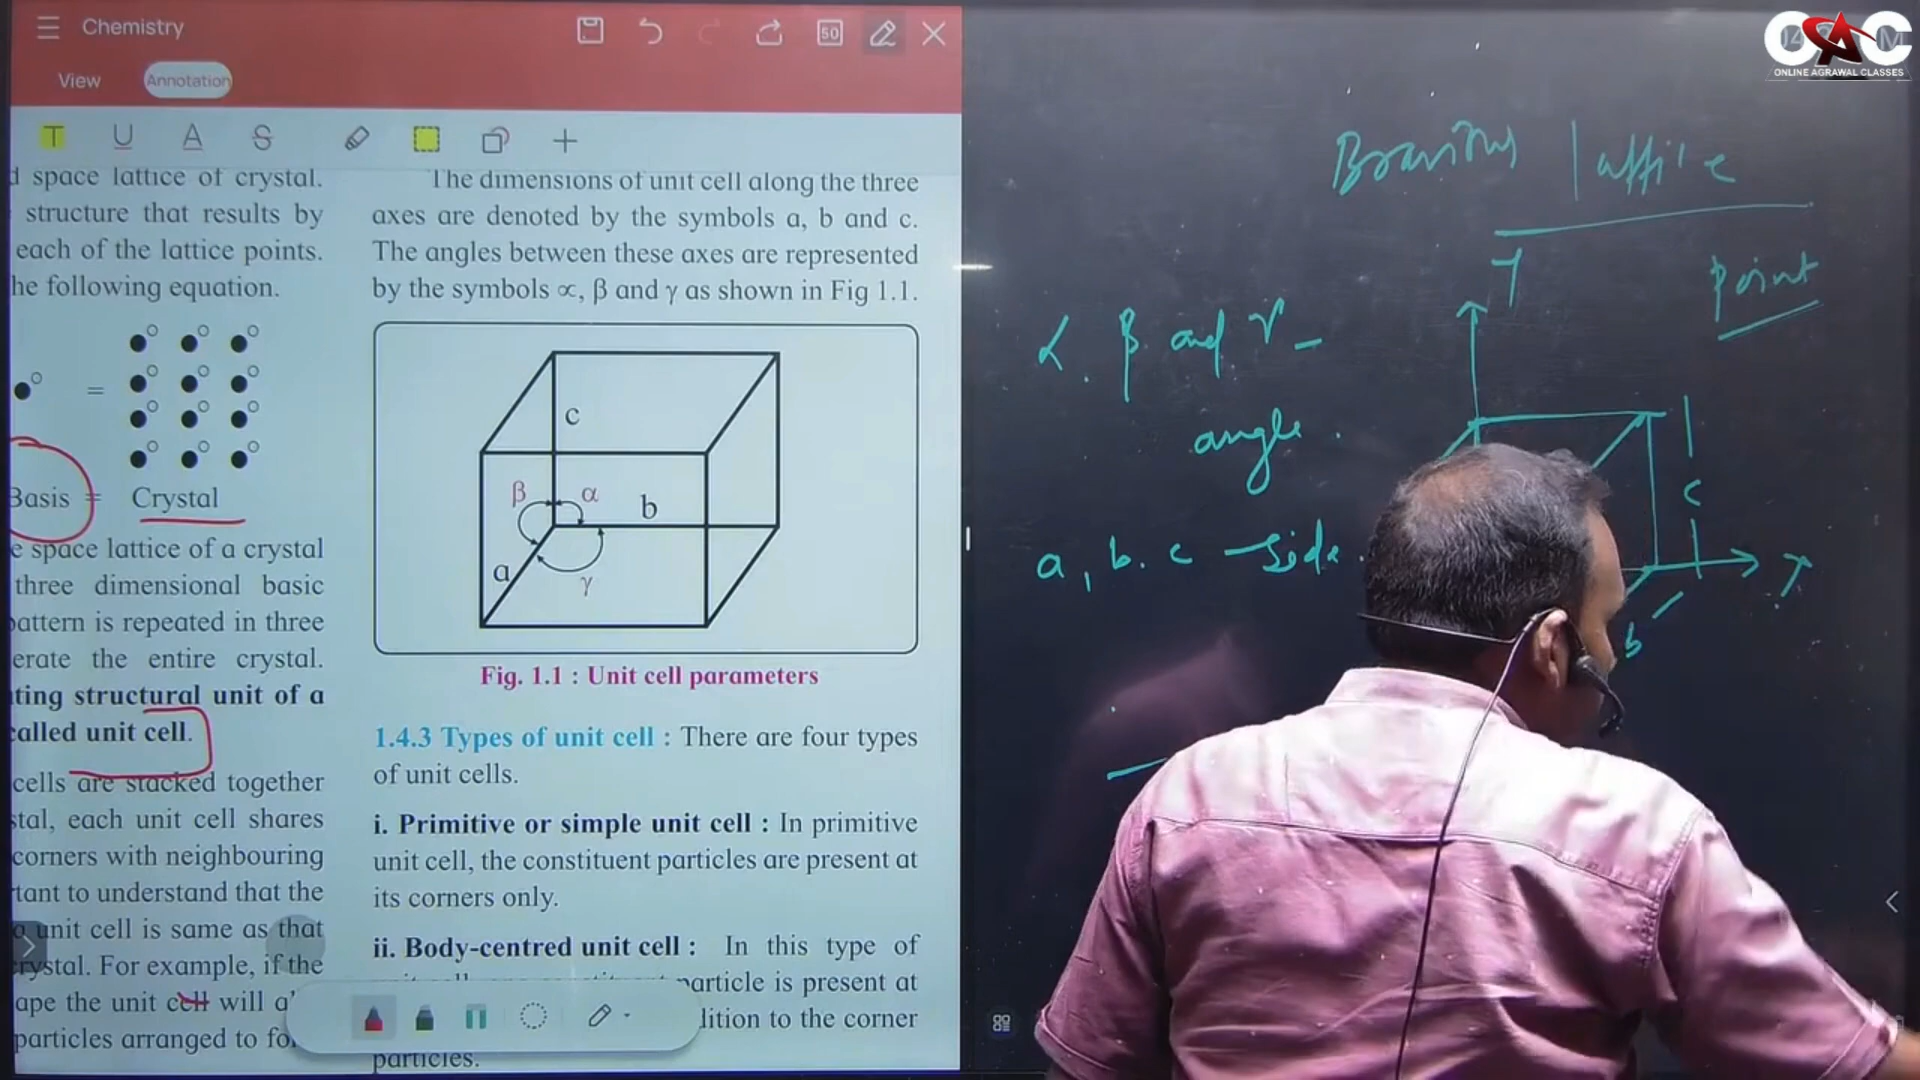 Chemistry
50
View
Annotation
T U A S
d space lattice of crystal.
structure that results by
each of the lattice points.
he following equation.
=
Basis = Crystal
e space lattice of a crystal
three dimensional basic
pattern is repeated in three
erate the entire crystal.
ting structural unit of a
called unit cell.
cells are stacked together
stal, each unit cell shares
corners with neighbouring
tant to understand that the
unit cell is same as that
crystal. For example, if the
ape the unit cell will al
particles arranged to fo
The dimensions of unit cell along the three
axes are denoted by the symbols a, b and c.
The angles between these axes are represented
by the symbols ∝, β and γ as shown in Fig 1.1.
c
β α
b
a
γ
Fig. 1.1 : Unit cell parameters
1.4.3 Types of unit cell : There are four types
of unit cells.
i. Primitive or simple unit cell : In primitive
unit cell, the constituent particles are present at
its corners only.
ii. Body-centred unit cell : In this type of
particle is present at
dition to the corner
particles.
OAC
ONLINE AGRAWAL CLASSES
lattice
point
α, β and γ -
angle.
a, b, c - side.
c
b